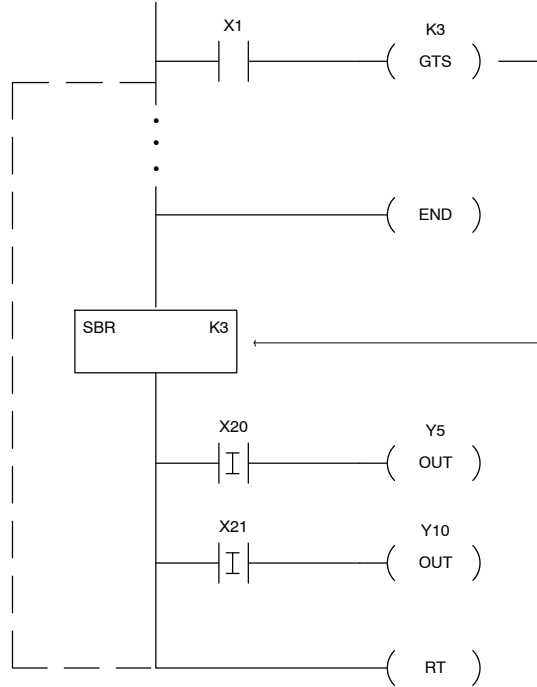 X1
K3
GTS
END
SBR K3
X20
Y5
OUT
X21
Y10
OUT
RT